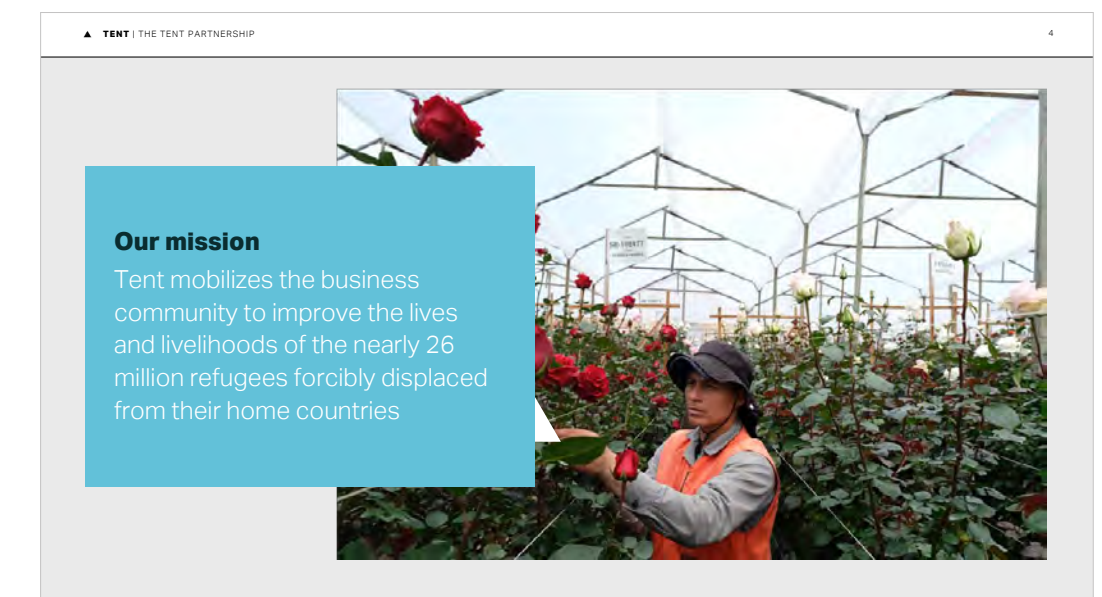 ▲ TENT | THE TENT PARTNERSHIP
4
Our mission
Tent mobilizes the business
community to improve the lives
and livelihoods of the nearly 26
million refugees forcibly displaced
from their home countries